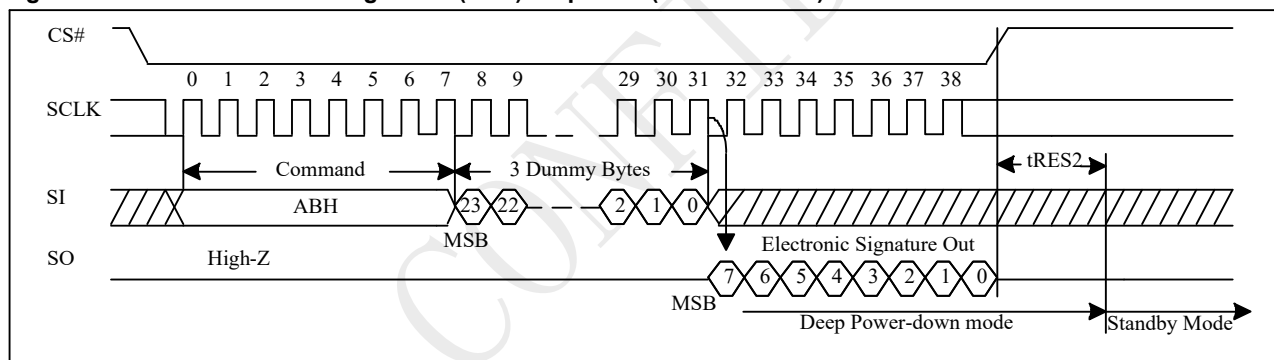 CS#
0 1 2 3 4 5 6 7 8 9 29 30 31 32 33 34 35 36 37 38
SCLK
Command 3 Dummy Bytes tRES2
SI ABH 23 22 2 1 0
MSB
SO High-Z Electronic Signature Out
7 6 5 4 3 2 1 0
MSB
Deep Power-down mode Standby Mode